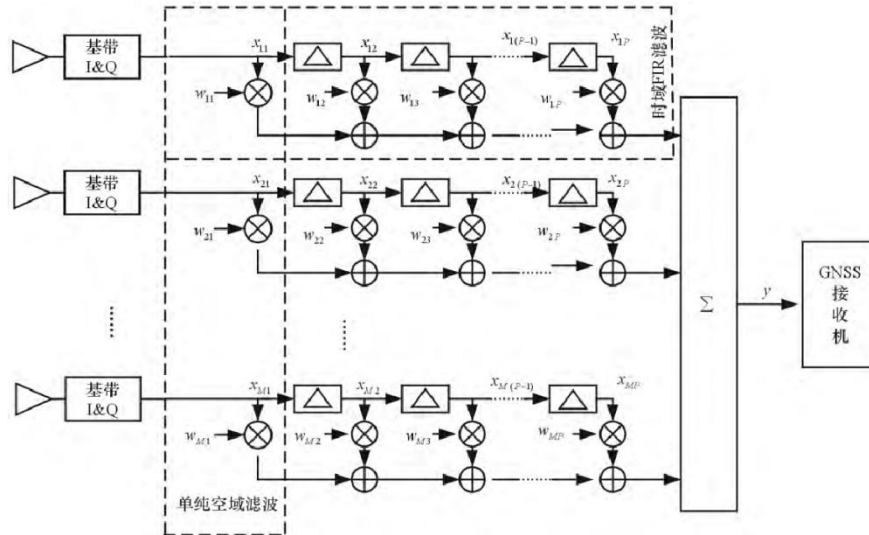 x11 x12 x1(P-1) x1P
基带
I&Q
w11 w12 w13 w1P
时域FIR滤波
x21 x22 x2(P-1) x2P
基带
I&Q
w21 w22 w23 w2P
GNSS
接
收
机
Σ
y
xM1 xM2 xM(P-1) xMP
基带
I&Q
wM1 wM2 wM3 wMP
单纯空域滤波